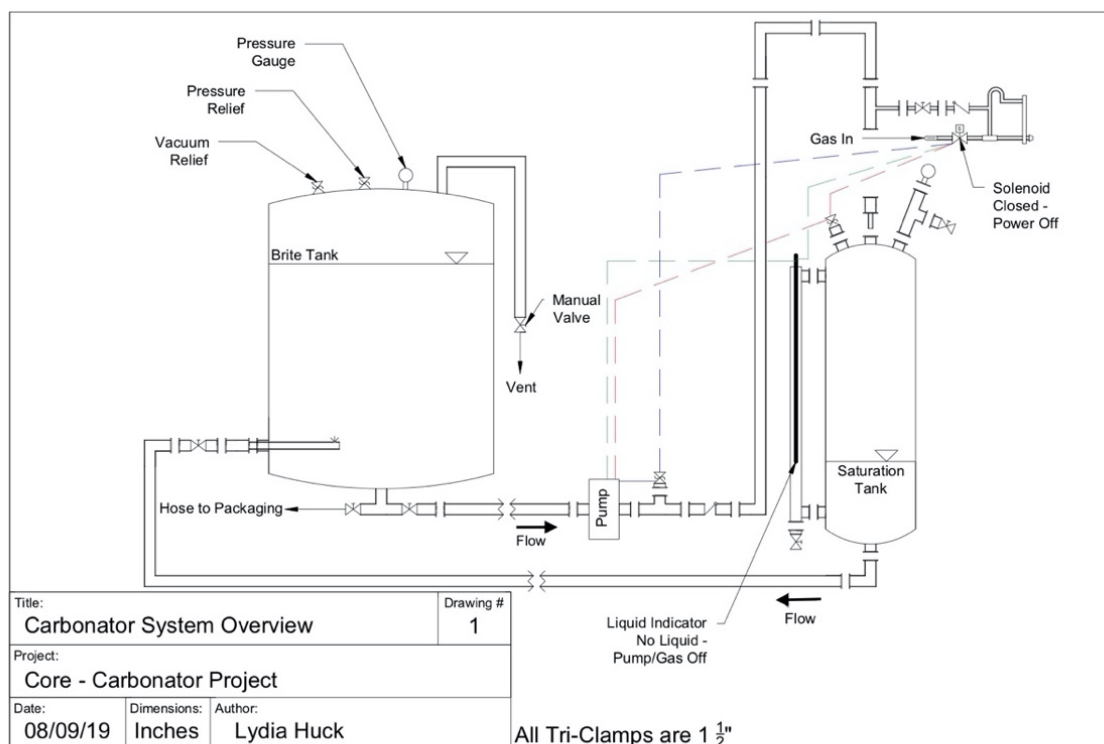 Pressure
Gauge
Pressure
Relief
Vacuum
Relief
Gas In
Solenoid
Closed -
Power Off
S
Brite Tank
Manual
Valve
Vent
Saturation
Tank
Hose to Packaging
Pump
Flow
Flow
Liquid Indicator
No Liquid -
Pump/Gas Off
Title:
Carbonator System Overview
Drawing #
1
Project:
Core - Carbonator Project
Date:
08/09/19
Dimensions:
Inches
Author:
Lydia Huck
All Tri-Clamps are 1 ½"